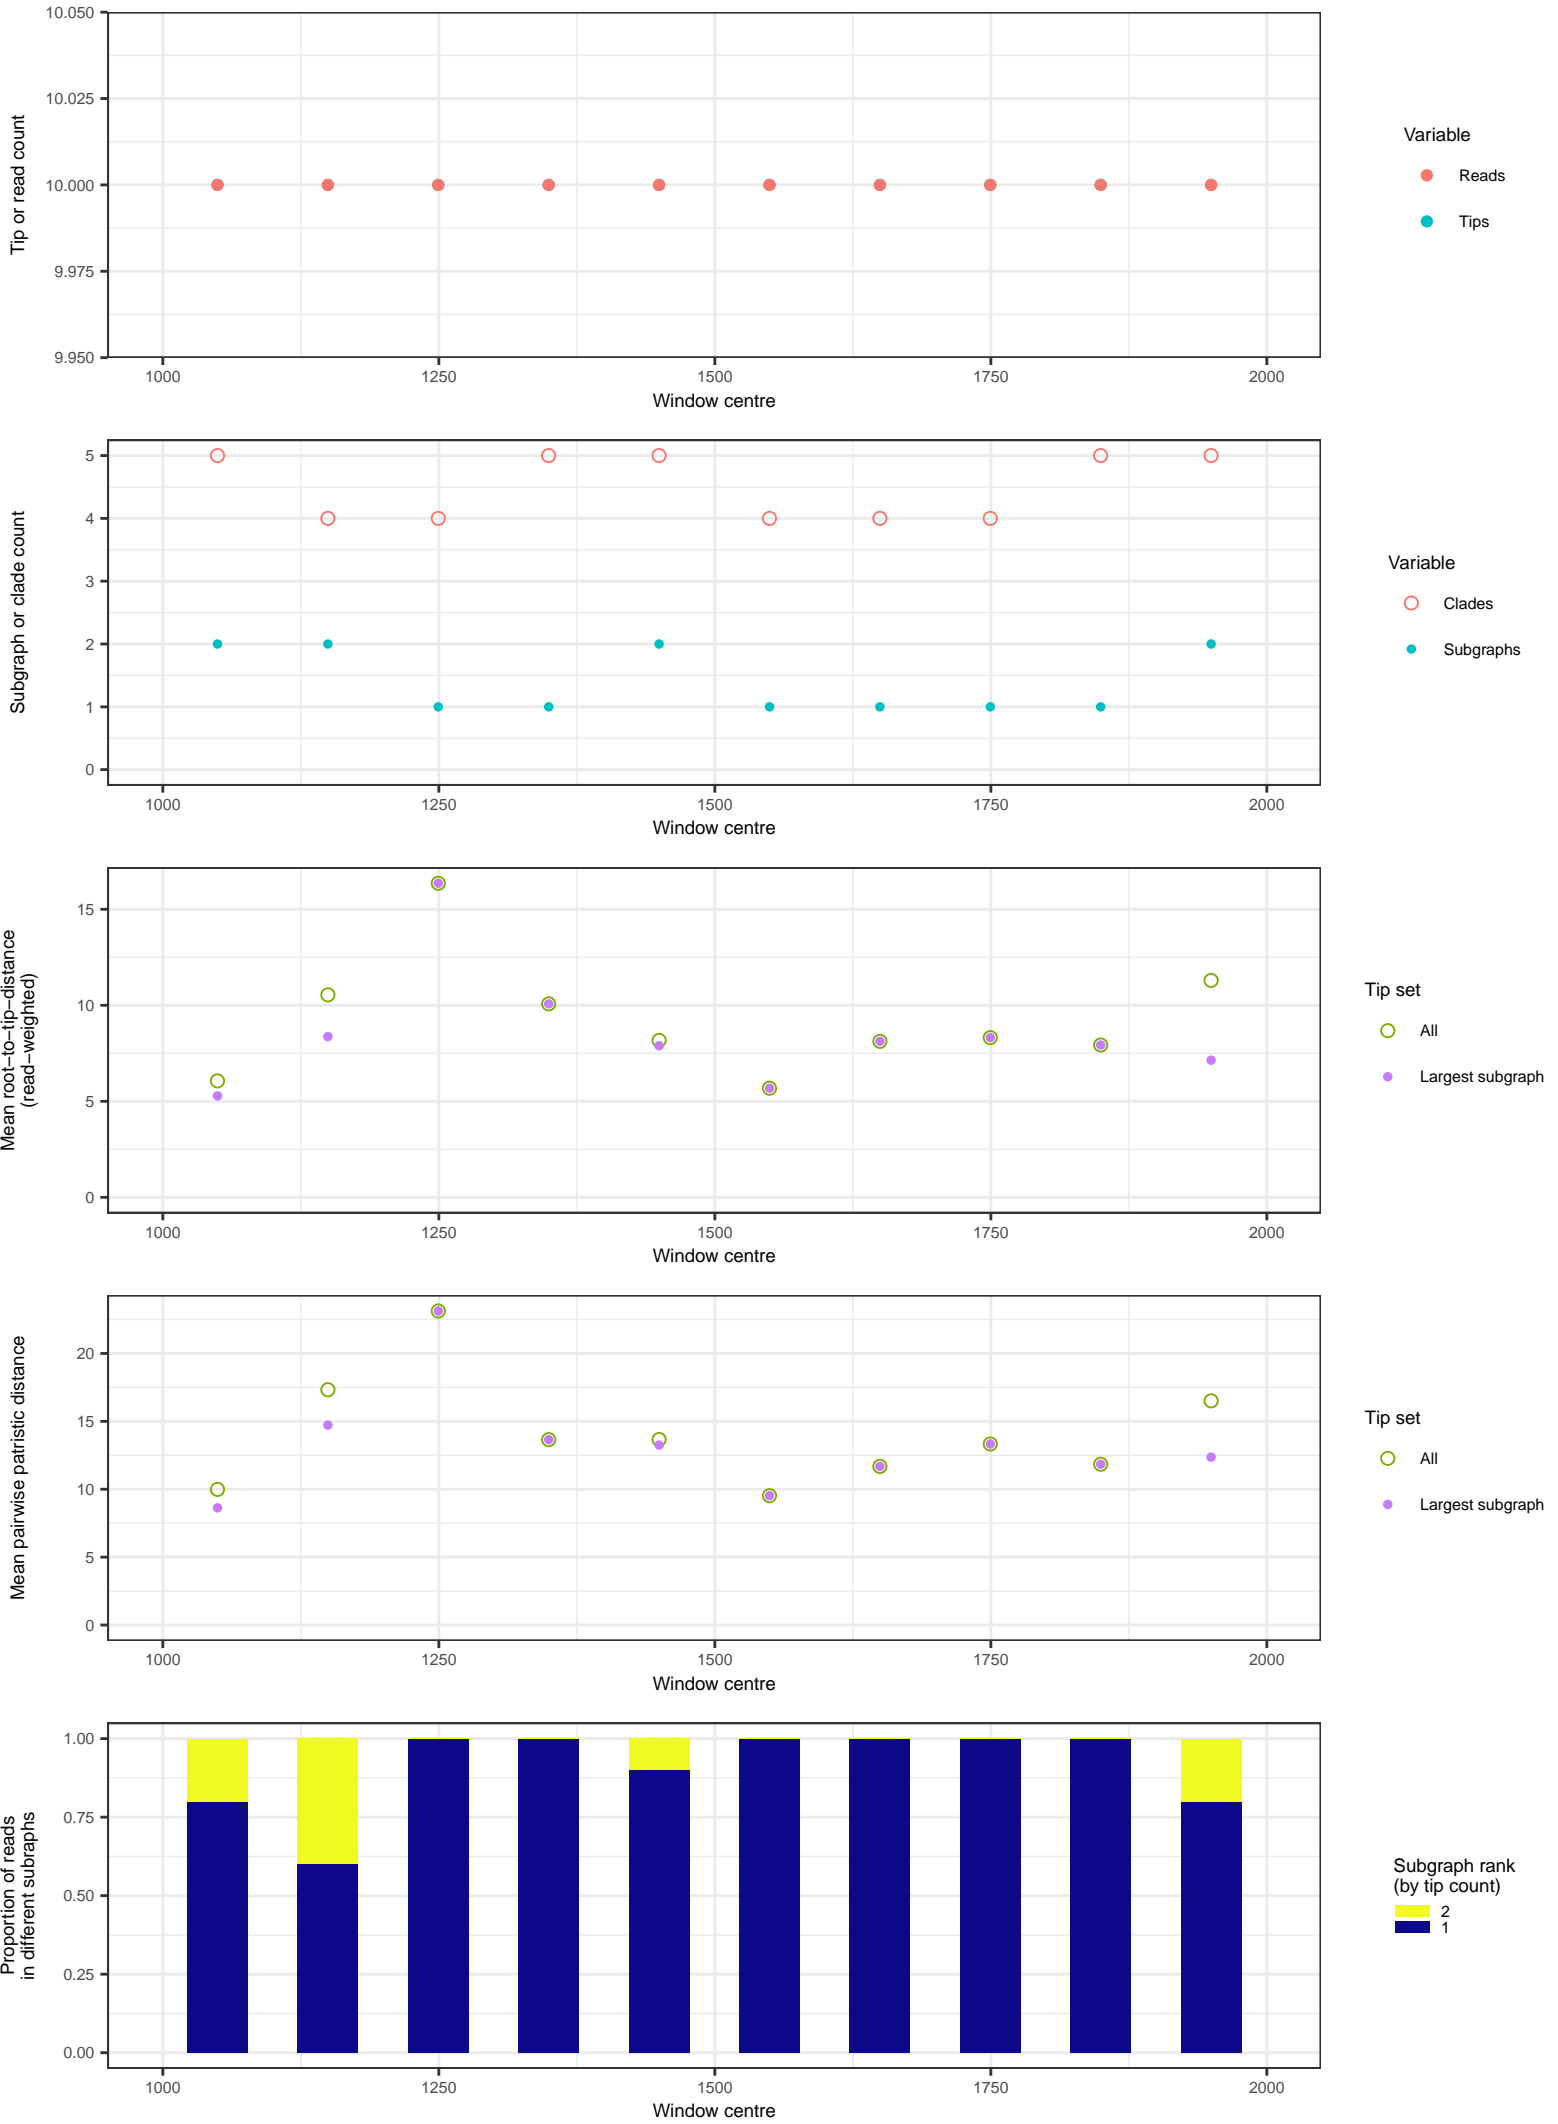 10.050
10.025
10.000
9.975
9.950
Tip or read count
1000 1250 1500 1750 2000
Window centre
Variable
Reads
Tips
5
4
3
2
1
0
Subgraph or clade count
1000 1250 1500 1750 2000
Window centre
Variable
Clades
Subgraphs
15
10
5
0
Mean root−to−tip−distance
(read−weighted)
1000 1250 1500 1750 2000
Window centre
Tip set
All
Largest subgraph
20
15
10
5
0
Mean pairwise patristic distance
1000 1250 1500 1750 2000
Window centre
Tip set
All
Largest subgraph
1.00
0.75
0.50
0.25
0.00
Proportion of reads
in different subraphs
1000 1250 1500 1750 2000
Window centre
Subgraph rank
(by tip count)
2
1